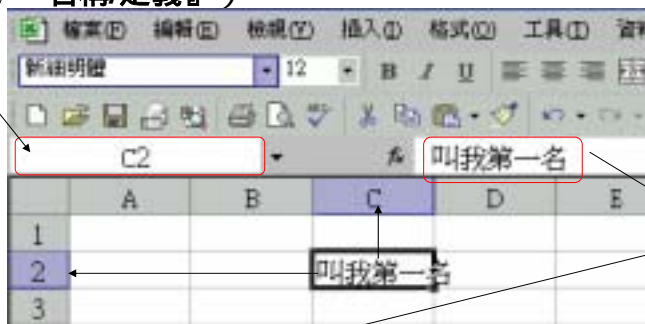 名稱/定義』)
檔案(F) 編輯(E) 檢視(V) 插入(I) 格式(O) 工具(D)
新細明體 12 B I U
C2 fx 叫我第一名
A B C D E
1
2 叫我第一名
3